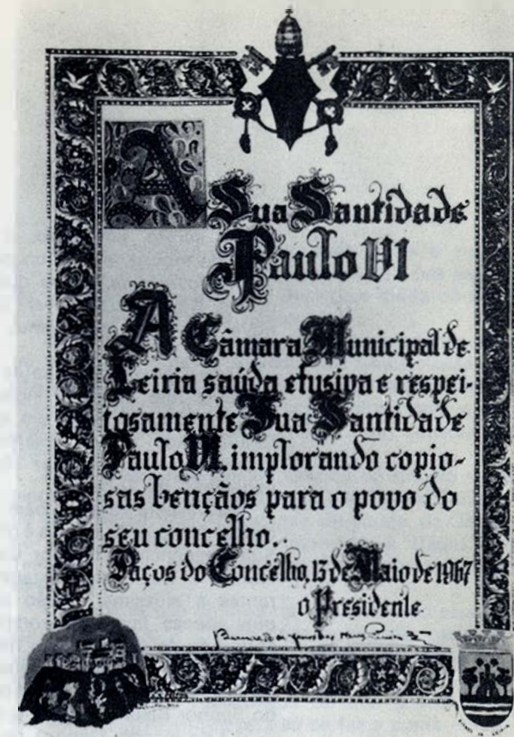 A Sua Santidade
Paulo VI
A Câmara Municipal de
Leiria saúda efusiva e respei-
tosamente Sua Santidade
Paulo VI, implorando copio-
sas bençãos para o povo do
seu concelho.
Paços do Concelho, 13 de Maio de 1967
o Presidente